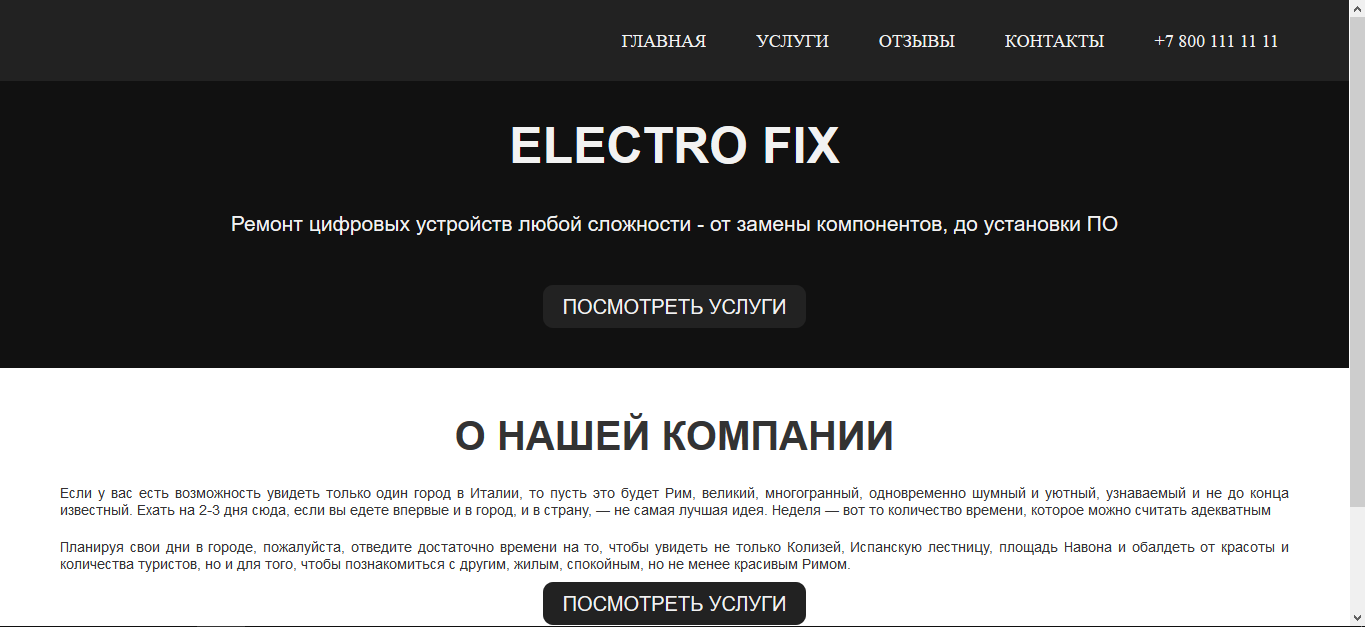 ГЛАВНАЯ УСЛУГИ ОТЗЫВЫ КОНТАКТЫ +7 800 111 11 11
ELECTRO FIX
Ремонт цифровых устройств любой сложности - от замены компонентов, до установки ПО
ПОСМОТРЕТЬ УСЛУГИ
О НАШЕЙ КОМПАНИИ
Если у вас есть возможность увидеть только один город в Италии, то пусть это будет Рим, великий, многогранный, одновременно шумный и уютный, узнаваемый и не до конца
известный. Ехать на 2-3 дня сюда, если вы едете впервые и в город, и в страну, — не самая лучшая идея. Неделя — вот то количество времени, которое можно считать адекватным
Планируя свои дни в городе, пожалуйста, отведите достаточно времени на то, чтобы увидеть не только Колизей, Испанскую лестницу, площадь Навона и обалдеть от красоты и
количества туристов, но и для того, чтобы познакомиться с другим, жилым, спокойным, но не менее красивым Римом.
ПОСМОТРЕТЬ УСЛУГИ